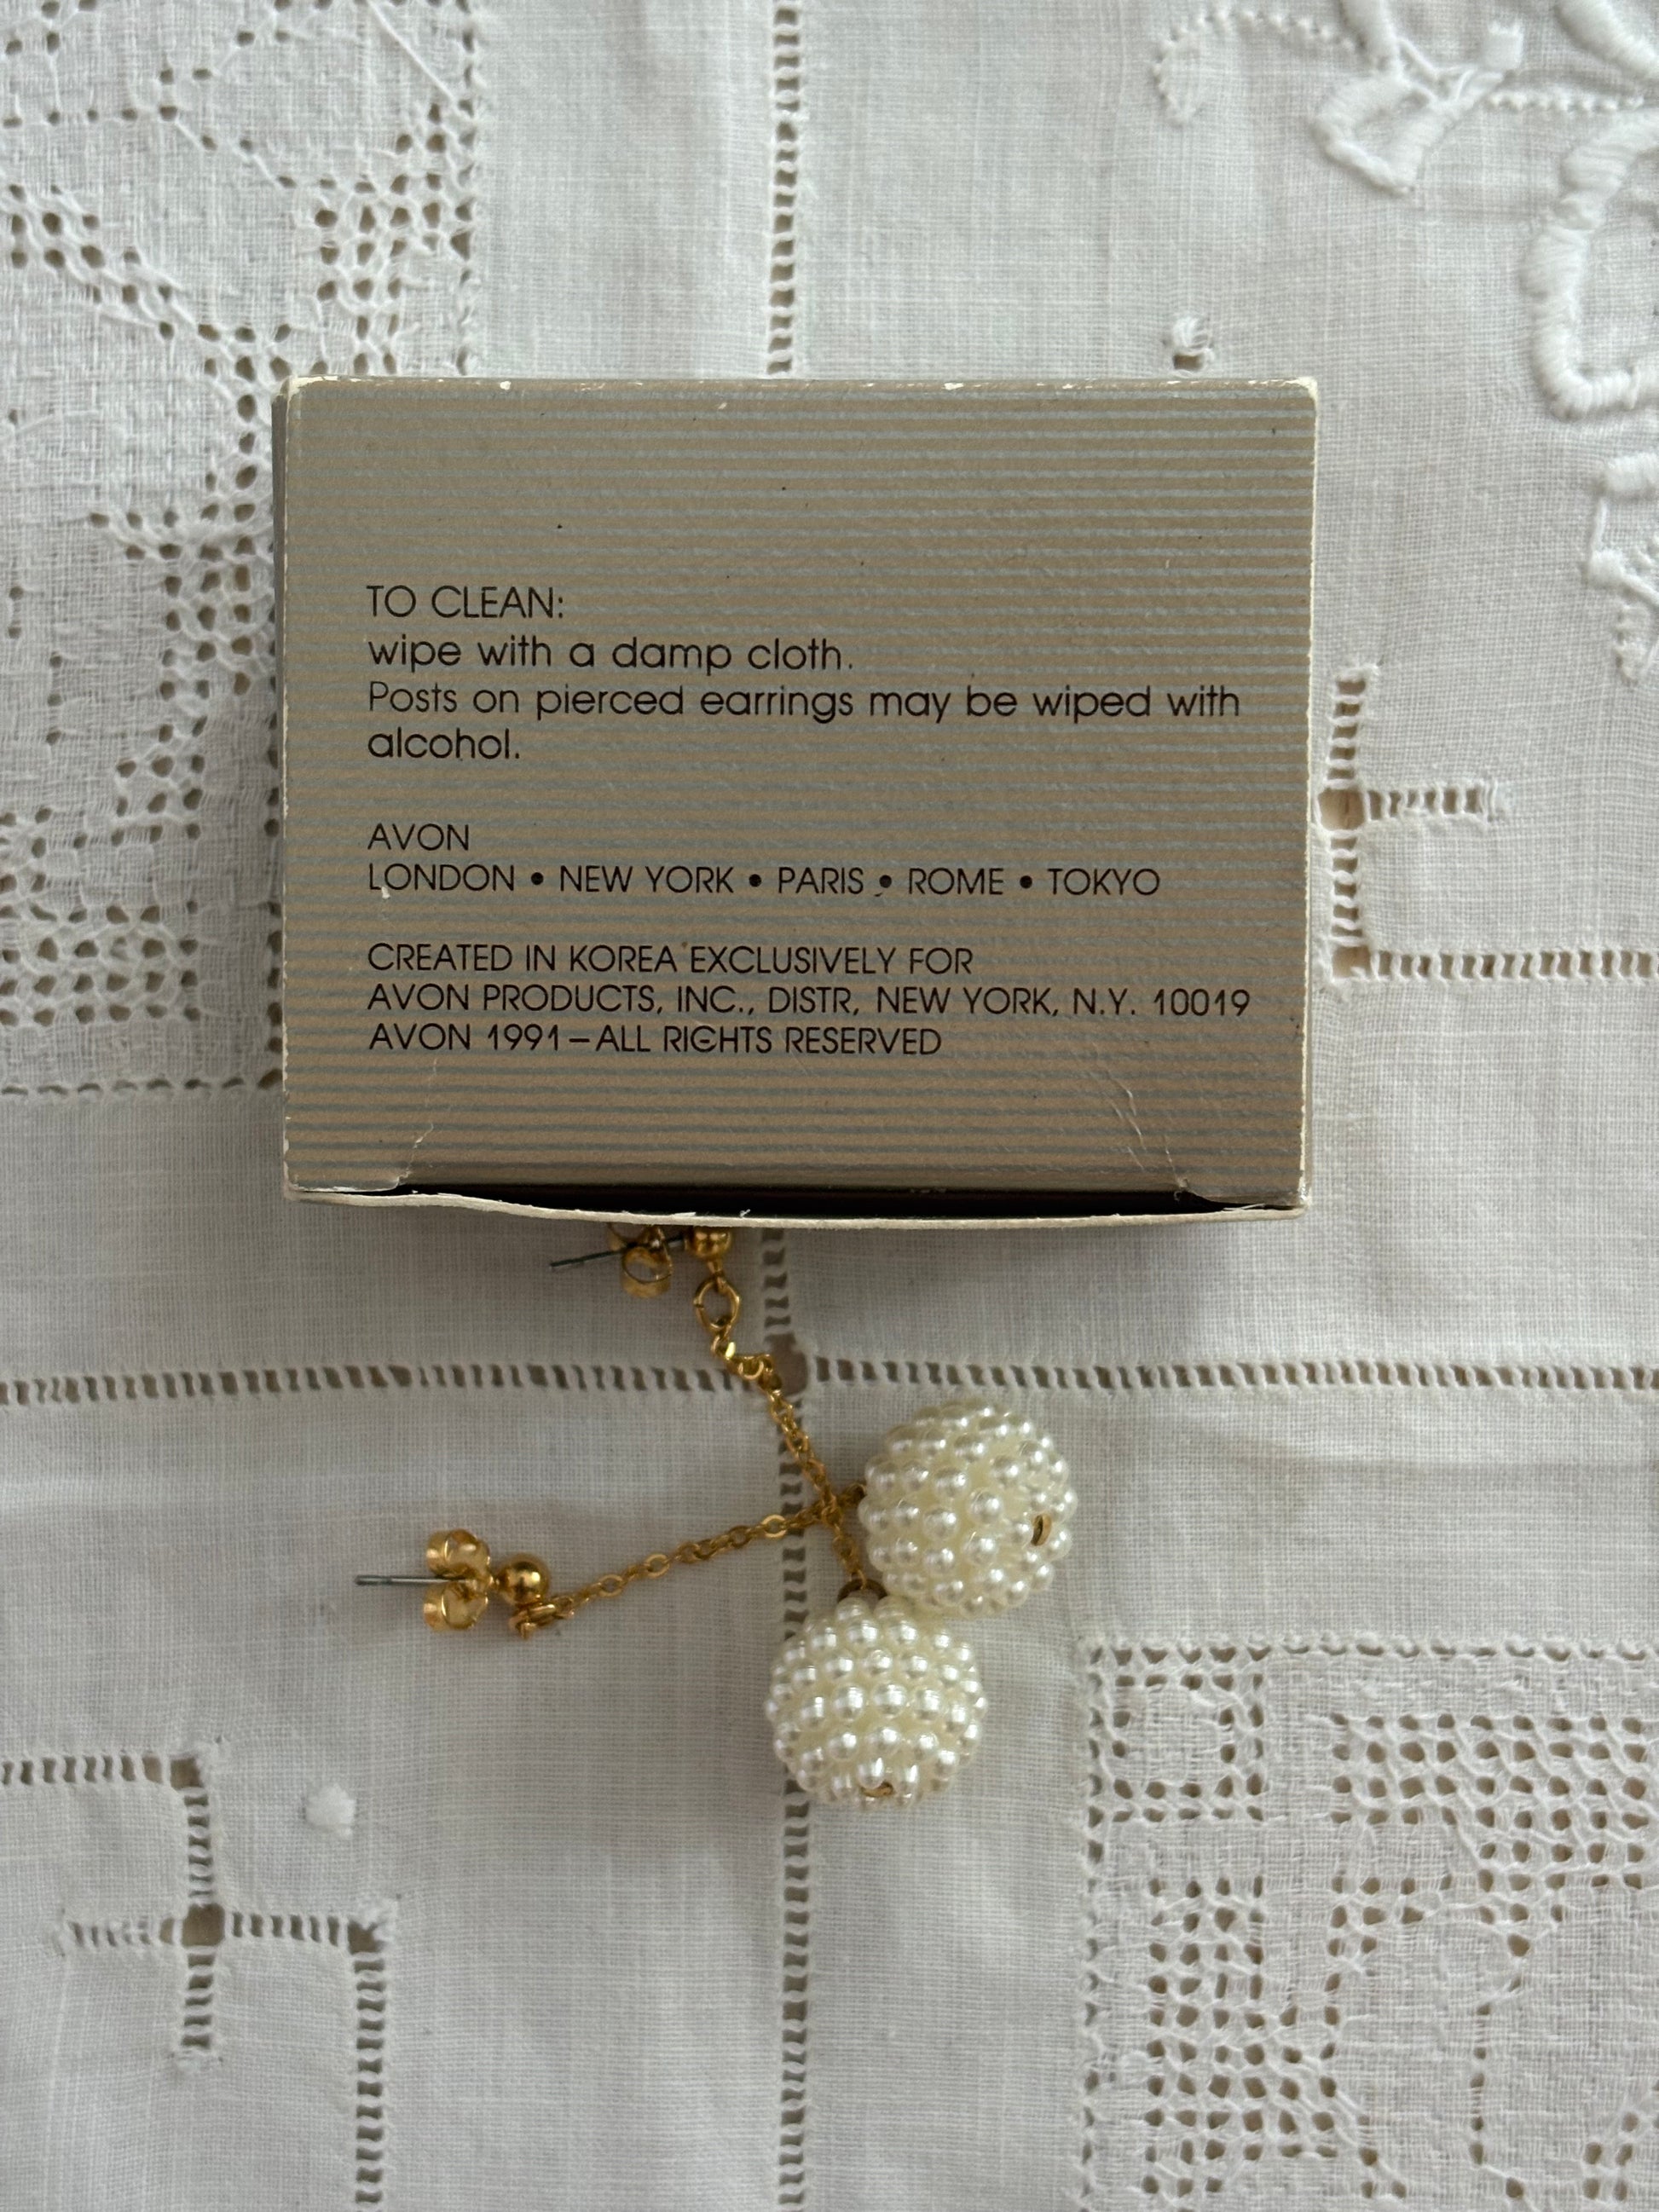 TO CLEAN:
wipe with a damp cloth.
Posts on pierced earrings may be wiped with
alcohol.
AVON
LONDON • NEW YORK • PARIS • ROME • TOKYO
CREATED IN KOREA EXCLUSIVELY FOR
AVON PRODUCTS, INC., DISTR, NEW YORK, N.Y. 10019
AVON 1991–ALL RIGHTS RESERVED